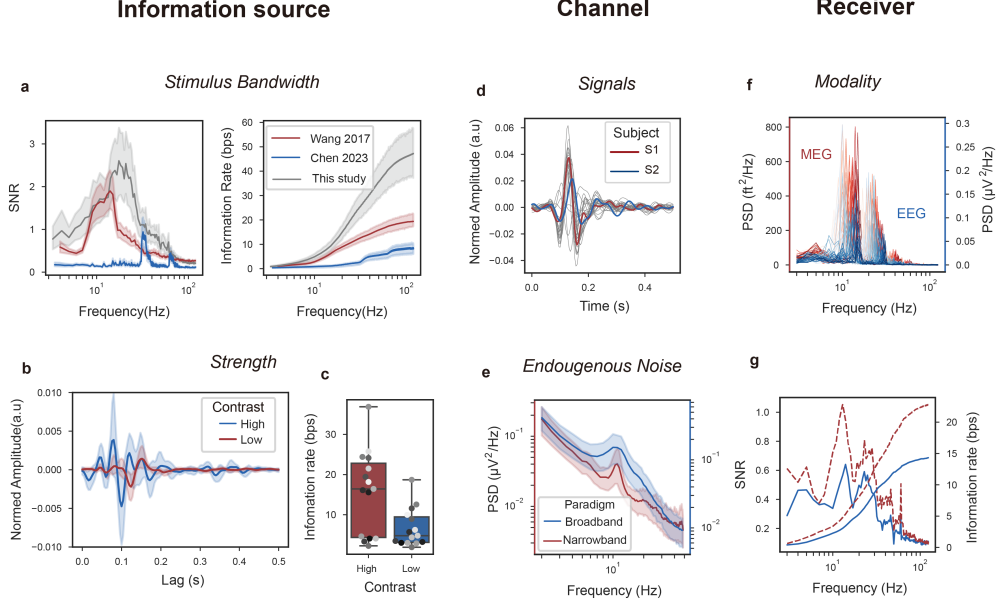 Information source
Channel
Receiver
a
Stimulus Bandwidth
SNR
3
2
1
0
10¹
10²
Frequency(Hz)
Information Rate (bps)
60
50
40
30
20
10
0
Wang 2017
Chen 2023
This study
10¹
10²
Frequency(Hz)
b
Strength
Normed Amplitude(a.u)
0.010
0.005
0.000
−0.005
−0.010
Contrast
High
Low
0.0
0.1
0.2
0.3
0.4
0.5
Lag (s)
c
Infomation rate (bps)
30
20
10
High
Low
Contrast
d
Signals
Normed Amplitude (a.u)
0.06
0.04
0.02
0.00
−0.02
−0.04
Subject
S1
S2
0.0
0.2
0.4
Time (s)
e
Endougenous Noise
PSD (μV²/Hz)
10⁻¹
10⁻²
10⁻¹
10⁻²
Paradigm
Broadband
Narrowband
10¹
Frequency (Hz)
f
Modality
PSD (ft²/Hz)
800
600
400
200
0
MEG
EEG
0.3
0.2
0.2
0.1
0.05
0.0
PSD (μV²/Hz)
10¹
10²
Frequency (Hz)
g
SNR
1.0
0.8
0.6
0.4
0.2
20
15
10
5
0
Information rate (bps)
10¹
10²
Frequency (Hz)